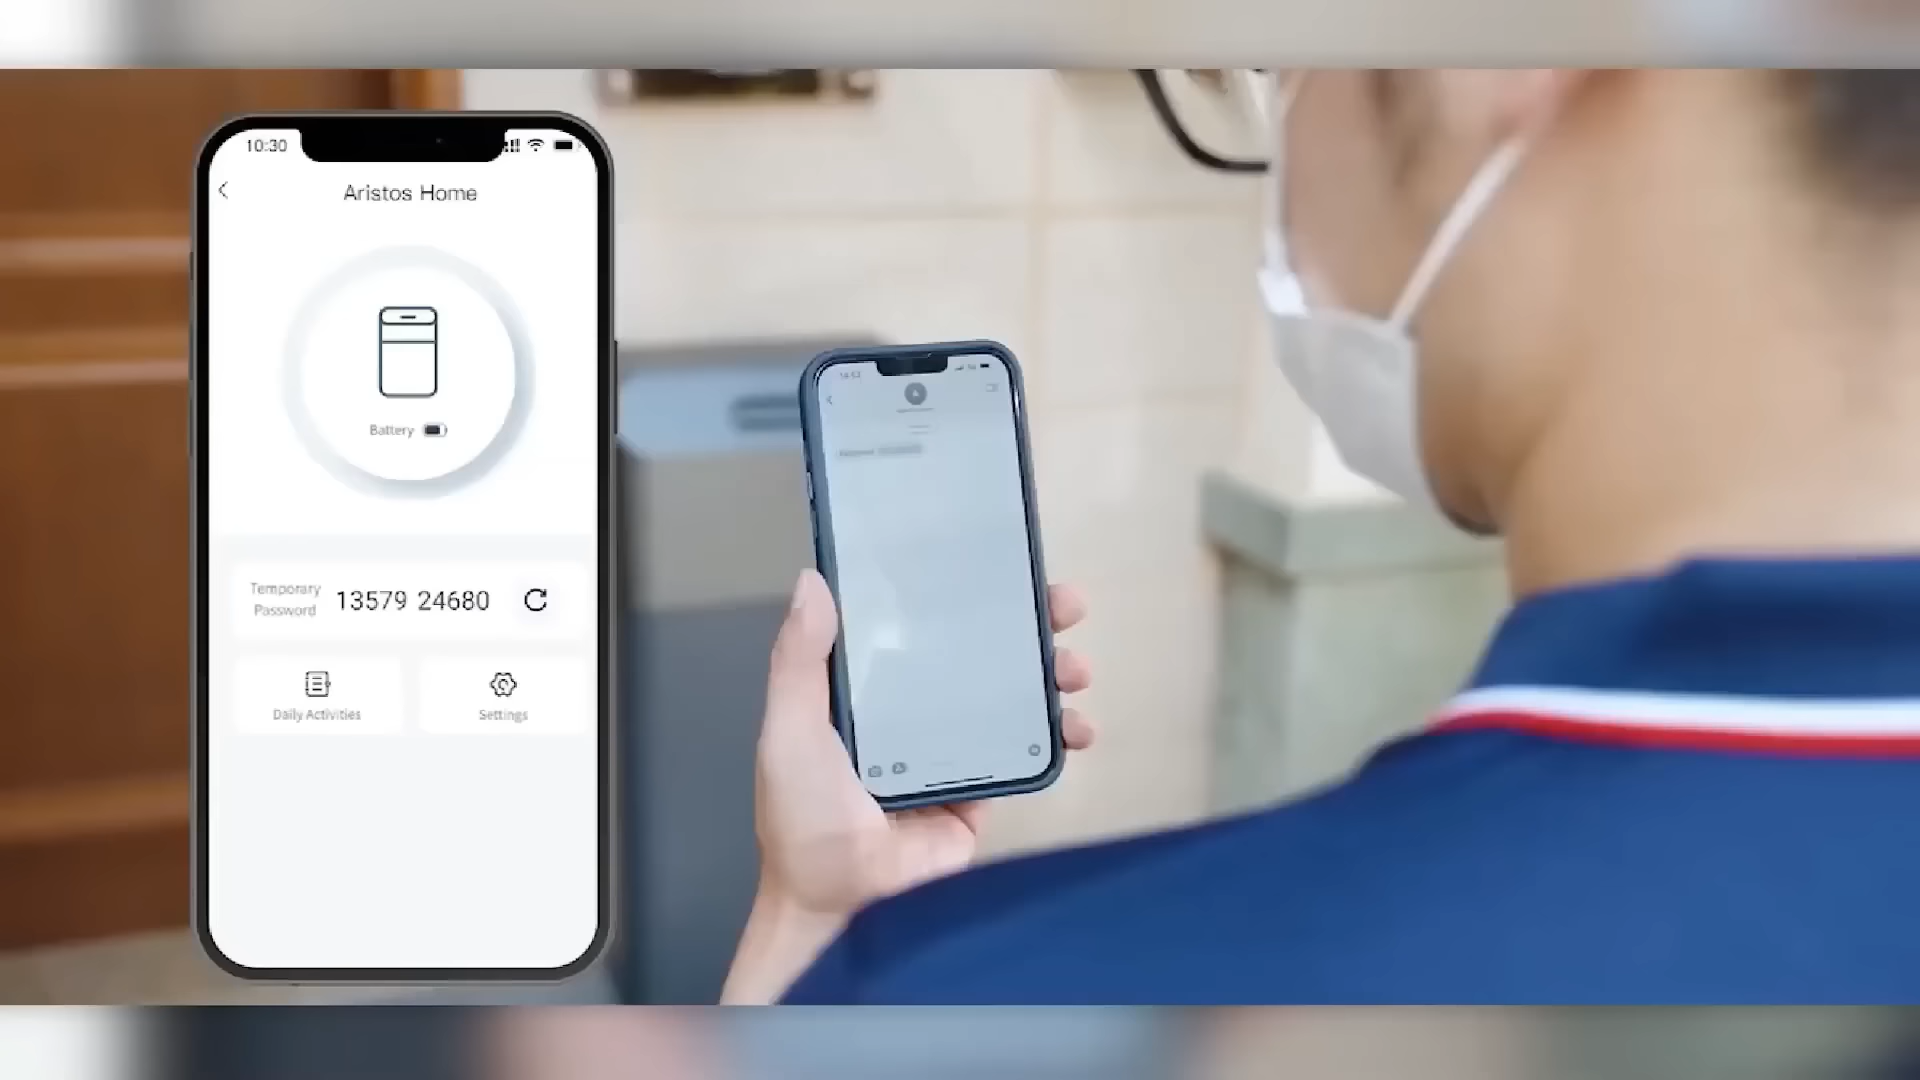 10:30
Aristos Home
Battery
Temporary
Password
13579 24680
Daily Activities
Settings